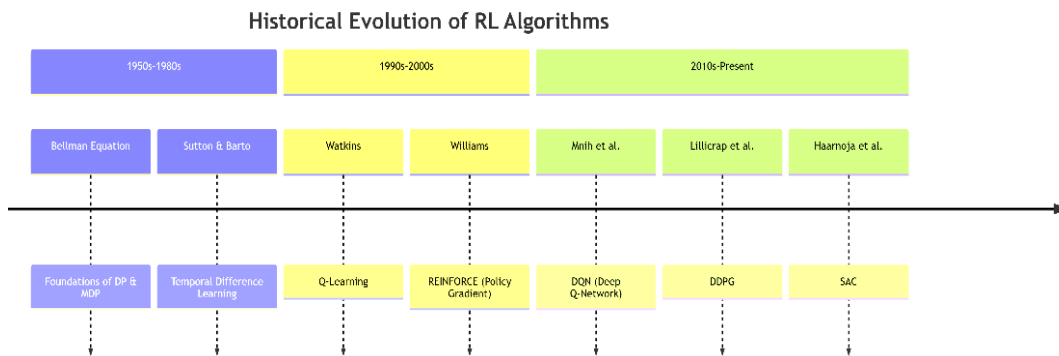 Historical Evolution of RL Algorithms
1950s-1980s
1990s-2000s
2010s-Present
Bellman Equation
Sutton & Barto
Watkins
Williams
Mnih et al.
Lillicrap et al.
Haarnoja et al.
Foundations of DP &
MDP
Temporal Difference
Learning
Q-Learning
REINFORCE (Policy
Gradient)
DQN (Deep
Q-Network)
DDPG
SAC